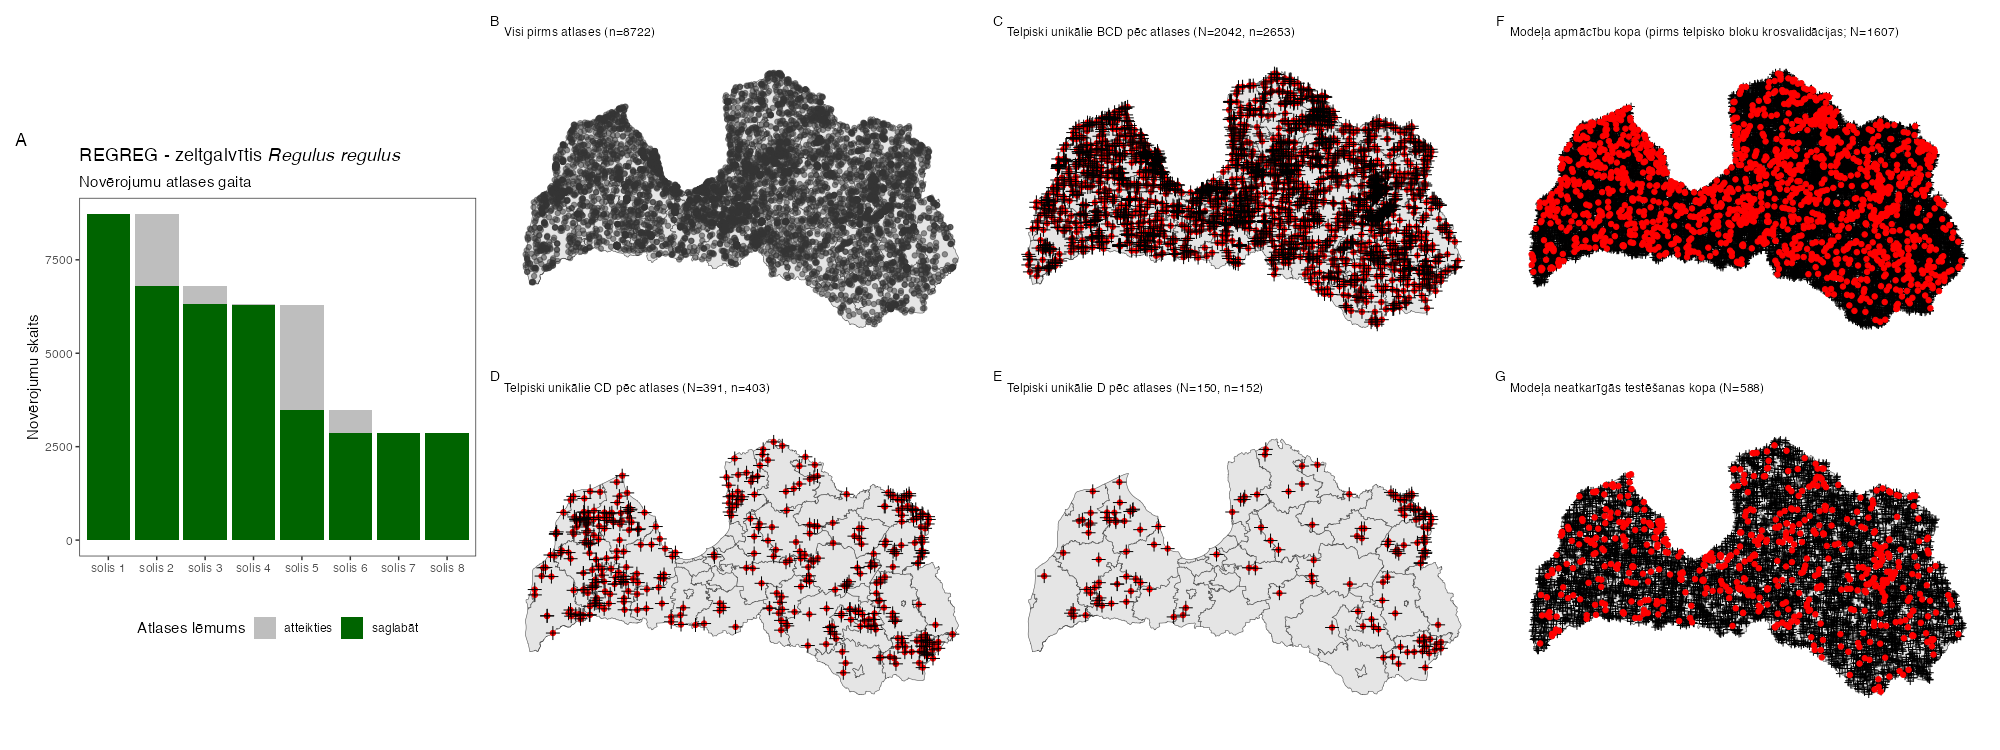 A
REGREG - zeltgalvītis Regulus regulus
Novērojumu atlases gaita
Novērojumu skaits
7500
5000
2500
0
solis 1 solis 2 solis 3 solis 4 solis 5 solis 6 solis 7 solis 8
Atlases lēmums atteikties saglabāt
B
Visi pirms atlases (n=8722)
C
Telpiski unikālie BCD pēc atlases (N=2042, n=2653)
F
Modeļa apmācību kopa (pirms telpisko bloku krosvalidācijas; N=1607)
D
Telpiski unikālie CD pēc atlases (N=391, n=403)
E
Telpiski unikālie D pēc atlases (N=150, n=152)
G
Modeļa neatkarīgās testēšanas kopa (N=588)